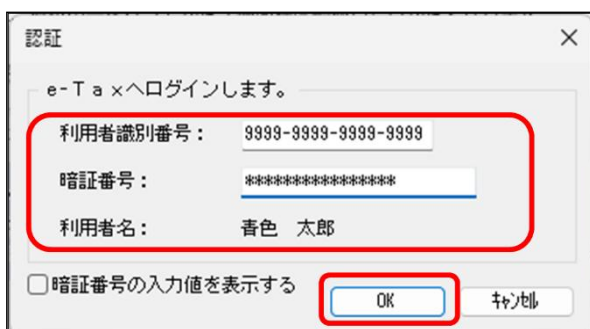 認証
e-Taxへログインします。
利用者識別番号： 9999-9999-9999-9999
暗証番号： ****************
利用者名： 青色 太郎
暗証番号の入力値を表示する
OK ｷｬﾝｾﾙ